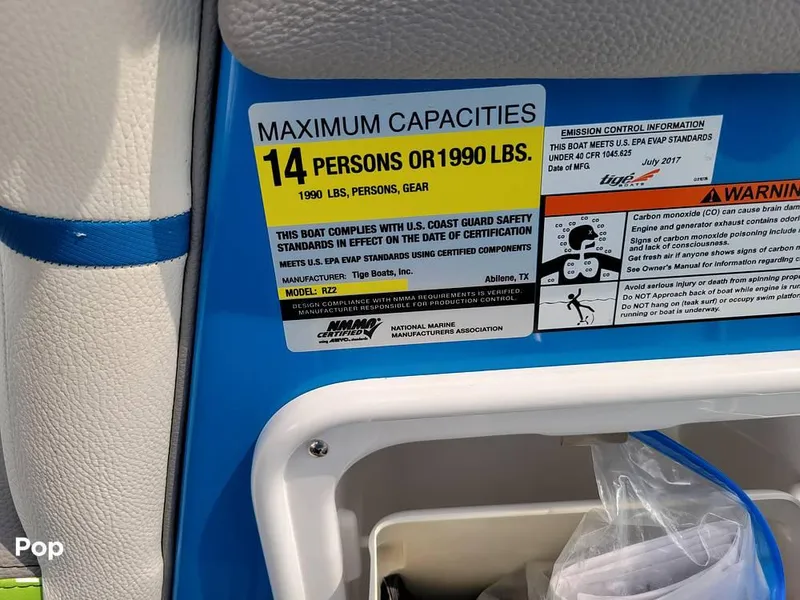 MAXIMUM CAPACITIES
14 PERSONS OR 1990 LBS.
1990 LBS, PERSONS, GEAR
THIS BOAT COMPLIES WITH U.S. COAST GUARD SAFETY
STANDARDS IN EFFECT ON THE DATE OF CERTIFICATION
MEETS U.S. EPA EVAP STANDARDS USING CERTIFIED COMPONENTS
MANUFACTURER: Tige Boats, Inc. Abilene, TX
MODEL: RZ2
DESIGN COMPLIANCE WITH NMMA REQUIREMENTS IS VERIFIED.
MANUFACTURER RESPONSIBLE FOR PRODUCTION CONTROL.
NMMA
CERTIFIED
using ABYC standards
NATIONAL MARINE
MANUFACTURERS ASSOCIATION
EMISSION CONTROL INFORMATION
THIS BOAT MEETS U.S. EPA EVAP STANDARDS
UNDER 40 CFR 1045.625
Date of MFG. July 2017
tigé
BOATS
WARNIN
Carbon monoxide (CO) can cause brain dam
Engine and generator exhaust contains odorl
Signs of carbon monoxide poisoning include
and lack of consciousness.
Get fresh air if anyone shows signs of carbon m
See Owner's Manual for information regarding c
Avoid serious injury or death from spinning prop
Do NOT Approach back of boat while engine is run
Do NOT hang on (teak surf) or occupy swim platfo
running or boat is underway.
Pop